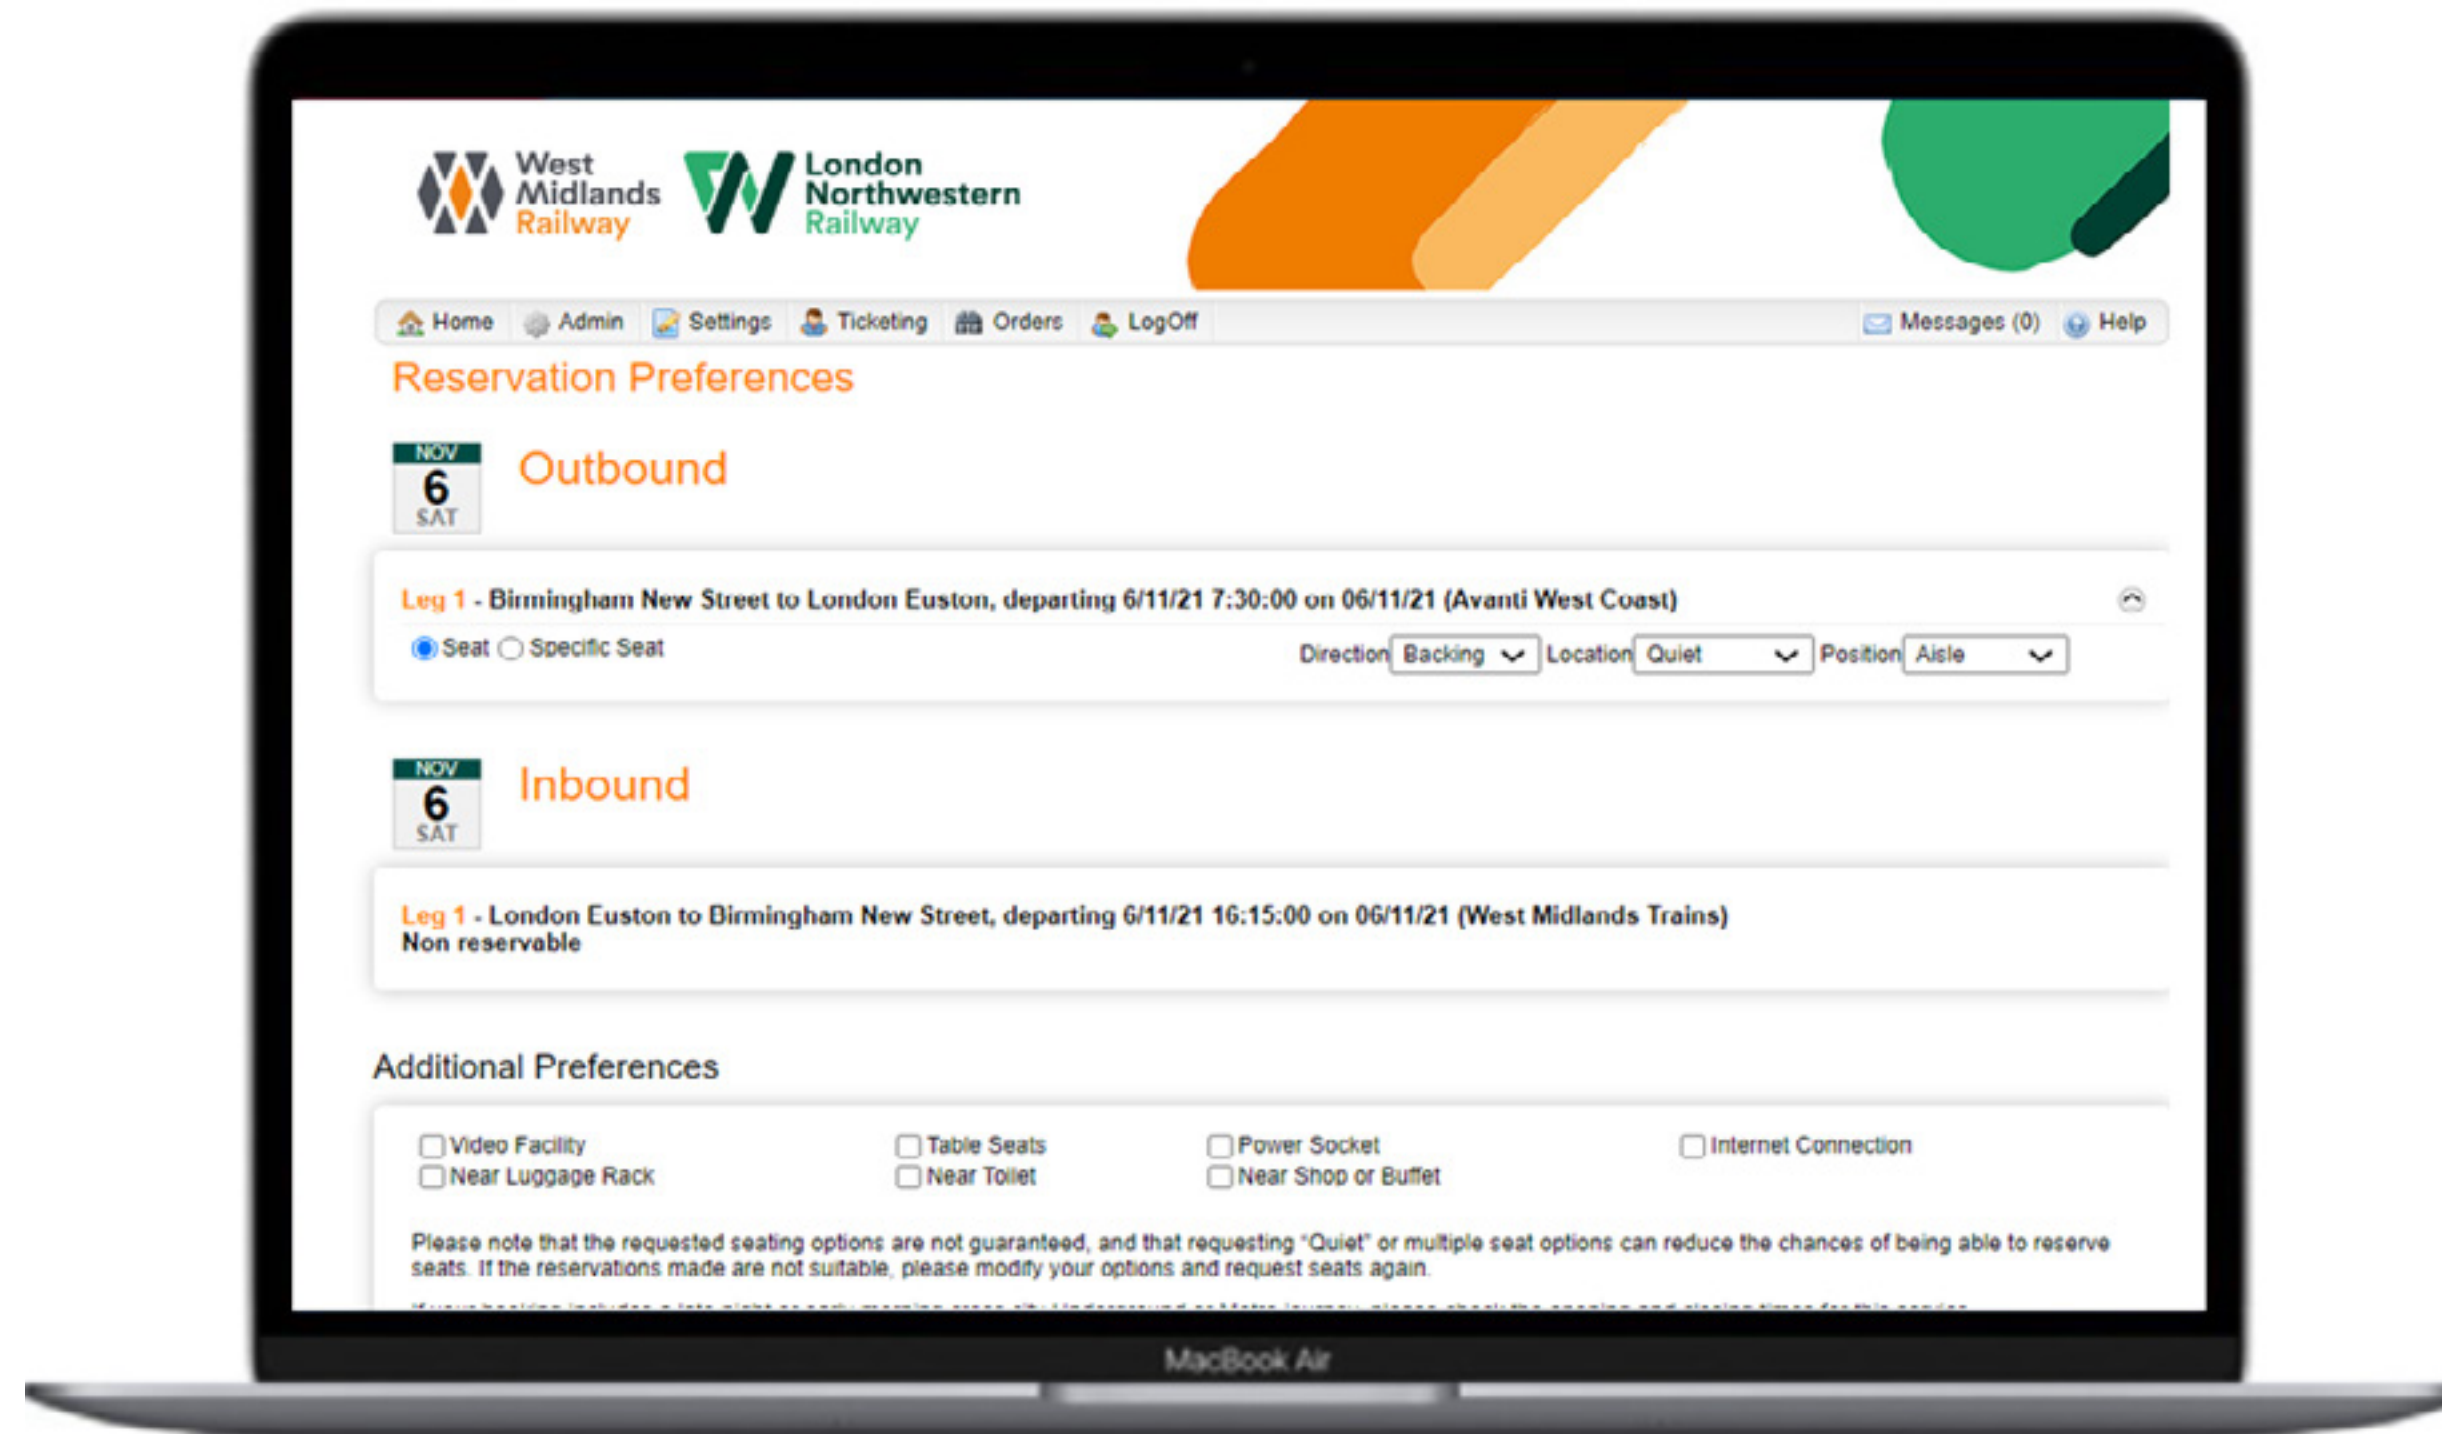 West
Midlands
Railway
London
Northwestern
Railway
Home Admin Settings Ticketing Orders LogOff Messages (0) Help
Reservation Preferences
NOV
6
SAT
Outbound
Leg 1 - Birmingham New Street to London Euston, departing 6/11/21 7:30:00 on 06/11/21 (Avanti West Coast)
Seat Specific Seat Direction Backing Location Quiet Position Aisle
NOV
6
SAT
Inbound
Leg 1 - London Euston to Birmingham New Street, departing 6/11/21 16:15:00 on 06/11/21 (West Midlands Trains)
Non reservable
Additional Preferences
Video Facility Table Seats Power Socket Internet Connection
Near Luggage Rack Near Toilet Near Shop or Buffet
Please note that the requested seating options are not guaranteed, and that requesting "Quiet" or multiple seat options can reduce the chances of being able to reserve
seats. If the reservations made are not suitable, please modify your options and request seats again.
MacBook Air